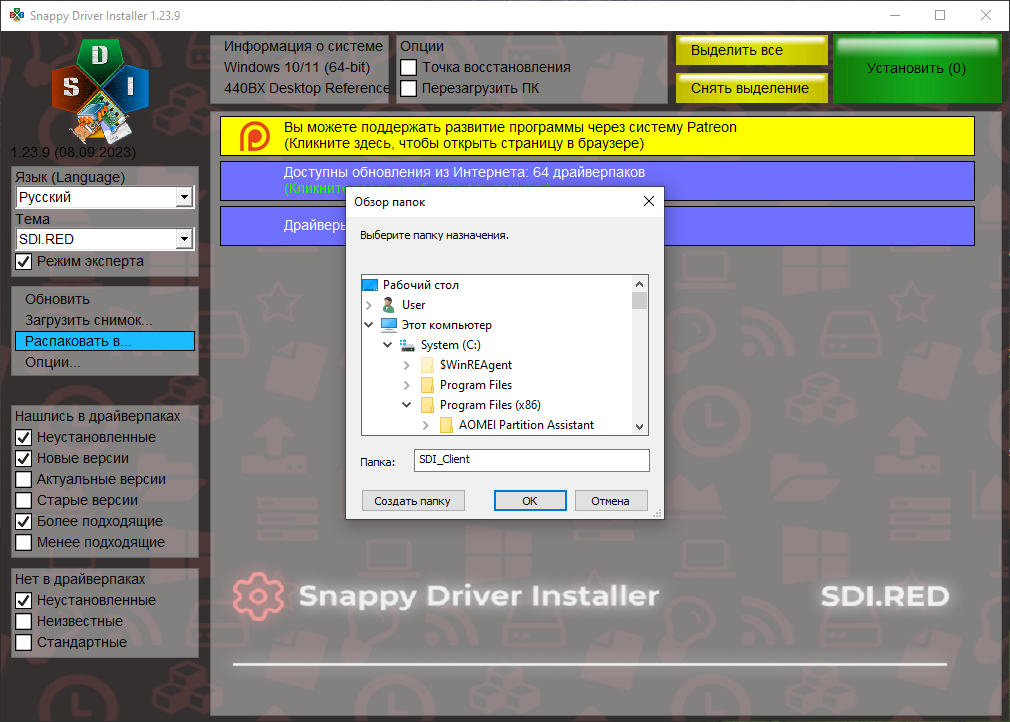 Snappy Driver Installer 1.23.9
D
S
I
1.23.9 (08.09.2023)
Язык (Language)
Русский
Тема
SDI.RED
Режим эксперта
Обновить
Загрузить снимок...
Распаковать в...
Опции...
Нашлись в драйверпаках
Неустановленные
Новые версии
Актуальные версии
Старые версии
Более подходящие
Менее подходящие
Нет в драйверпаках
Неустановленные
Неизвестные
Стандартные
Информация о системе
Windows 10/11 (64-bit)
440BX Desktop Reference
Опции
Точка восстановления
Перезагрузить ПК
Выделить все
Снять выделение
Установить (0)
Вы можете поддержать развитие программы через систему Patreon
(Кликните здесь, чтобы открыть страницу в браузере)
Доступны обновления из Интернета: 64 драйверпаков
Обзор папок
Выберите папку назначения.
Рабочий стол
User
Этот компьютер
System (C:)
$WinREAgent
Program Files
Program Files (x86)
AOMEI Partition Assistant
Папка:
SDI_Client
Создать папку
ОК
Отмена
Snappy Driver Installer
SDI.RED